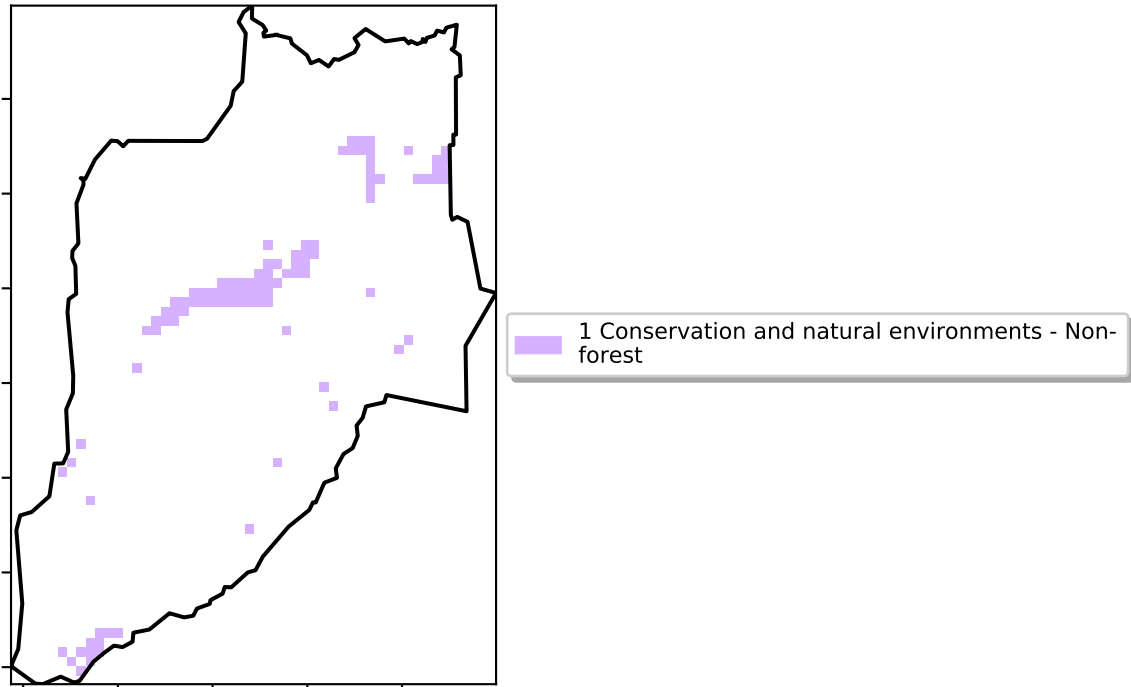 1 Conservation and natural environments - Non-
forest